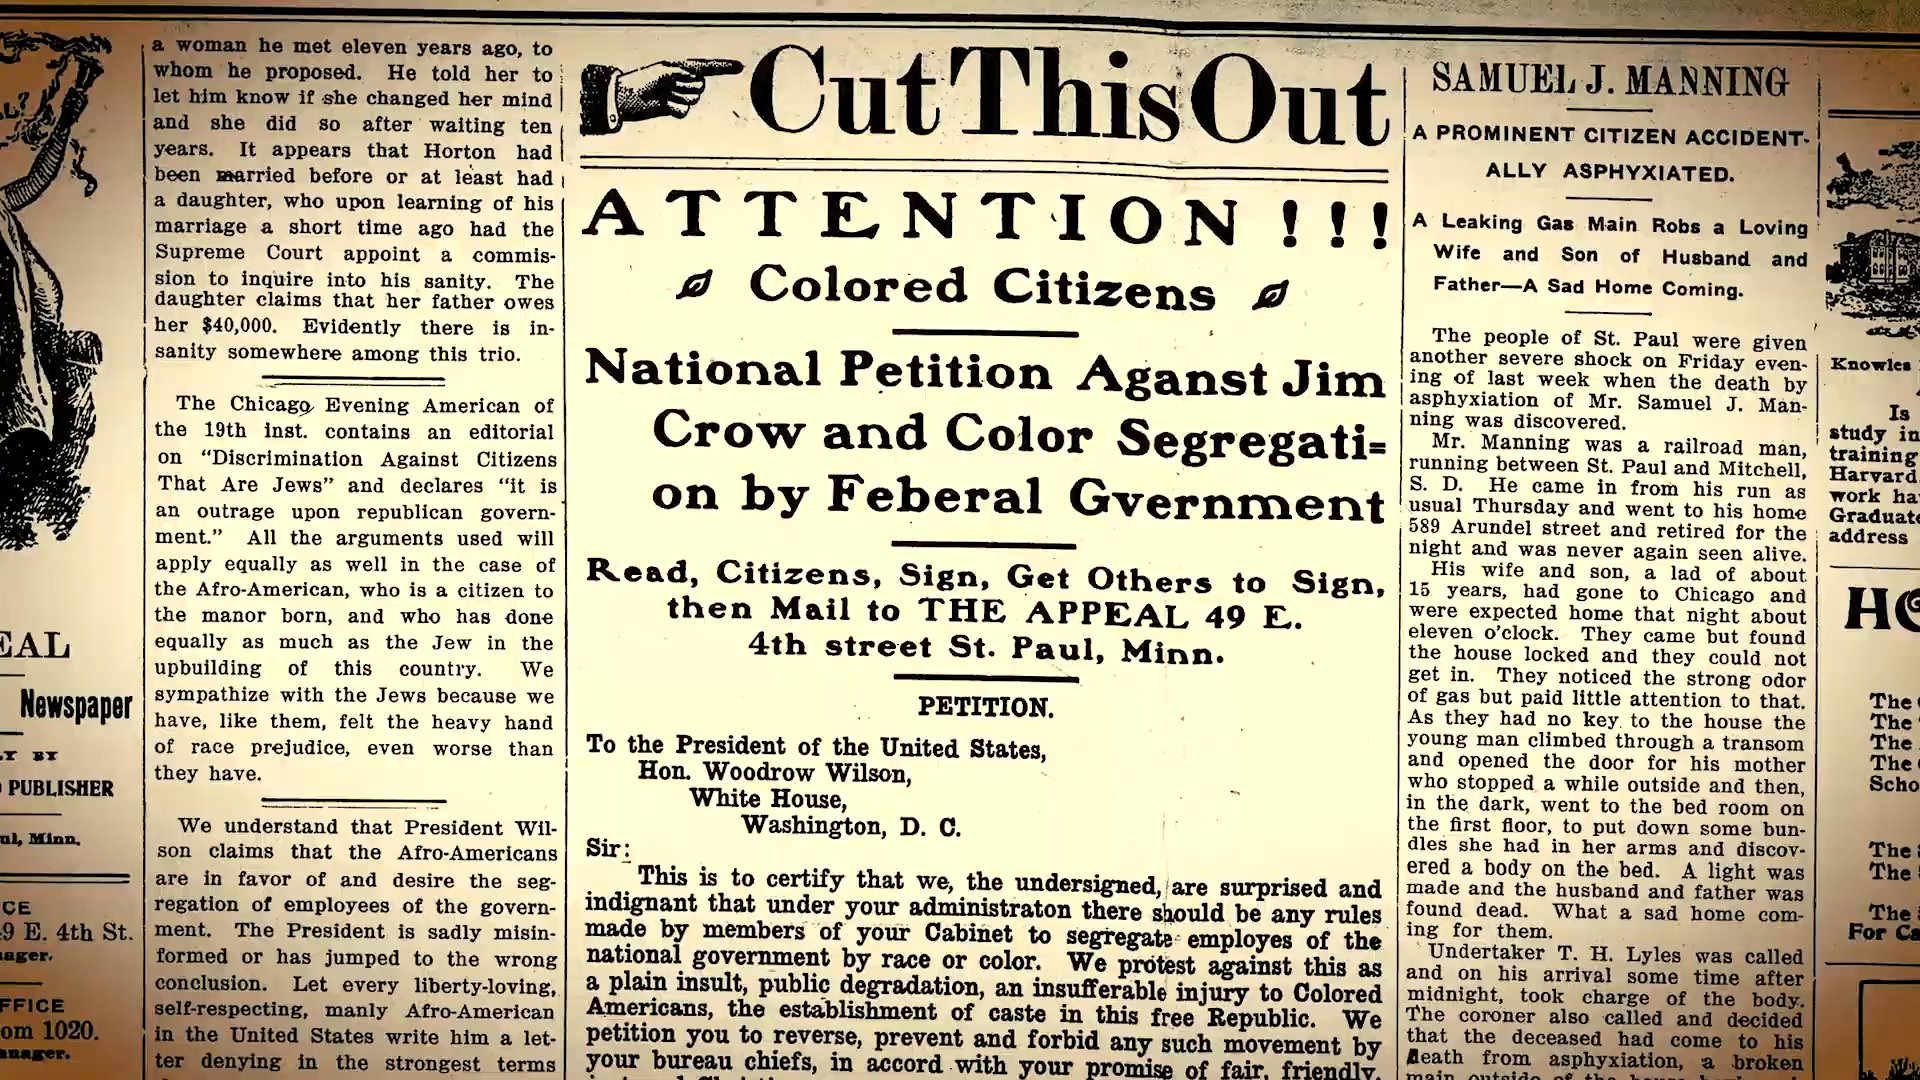 EAL
Newspaper
PUBLISHER
9 E. 4th St.
om 1020.
a woman he met eleven years ago, to
whom he proposed. He told her to
let him know if she changed her mind
and she did so after waiting ten
years. It appears that Horton had
been married before or at least had
a daughter, who upon learning of his
marriage a short time ago had the
Supreme Court appoint a commis-
sion to inquire into his sanity. The
daughter claims that her father owes
her $40,000. Evidently there is in-
sanity somewhere among this trio.
The Chicago Evening American of
the 19th inst. contains an editorial
on “Discrimination Against Citizens
That Are Jews” and declares “it is
an outrage upon republican govern-
ment.” All the arguments used will
apply equally as well in the case of
the Afro-American, who is a citizen to
the manor born, and who has done
equally as much as the Jew in the
upbuilding of this country. We
sympathize with the Jews because we
have, like them, felt the heavy hand
of race prejudice, even worse than
they have.
We understand that President Wil-
son claims that the Afro-Americans
are in favor of and desire the seg-
regation of employees of the govern-
ment. The President is sadly misin-
formed or has jumped to the wrong
conclusion. Let every liberty-loving,
self-respecting, manly Afro-American
in the United States write him a let-
ter denying in the strongest terms
Cut This Out
ATTENTION !!!
Colored Citizens
National Petition Aganst Jim
Crow and Color Segregati=
on by Feberal Gvernment
Read, Citizens, Sign, Get Others to Sign,
then Mail to THE APPEAL 49 E.
4th street St. Paul, Minn.
PETITION.
To the President of the United States,
Hon. Woodrow Wilson,
White House,
Washington, D. C.
Sir:
This is to certify that we, the undersigned, are surprised and
indignant that under your administraton there should be any rules
made by members of your Cabinet to segregate employes of the
national government by race or color. We protest against this as
a plain insult, public degradation, an insufferable injury to Colored
Americans, the establishment of caste in this free Republic. We
petition you to reverse, prevent and forbid any such movement by
your bureau chiefs, in accord with your promise of fair, friendly,
SAMUEL J. MANNING
A PROMINENT CITIZEN ACCIDENT-
ALLY ASPHYXIATED.
A Leaking Gas Main Robs a Loving
Wife and Son of Husband and
Father—A Sad Home Coming.
The people of St. Paul were given
another severe shock on Friday even-
ing of last week when the death by
asphyxiation of Mr. Samuel J. Man-
ning was discovered.
Mr. Manning was a railroad man,
running between St. Paul and Mitchell,
S. D. He came in from his run as
usual Thursday and went to his home
589 Arundel street and retired for the
night and was never again seen alive.
His wife and son, a lad of about
15 years, had gone to Chicago and
were expected home that night about
eleven o’clock. They came but found
the house locked and they could not
get in. They noticed the strong odor
of gas but paid little attention to that.
As they had no key to the house the
young man climbed through a transom
and opened the door for his mother
who stopped a while outside and then,
in the dark, went to the bed room on
the first floor, to put down some bun-
dles she had in her arms and discov-
ered a body on the bed. A light was
made and the husband and father was
found dead. What a sad home com-
ing for them.
Undertaker T. H. Lyles was called
and on his arrival some time after
midnight, took charge of the body.
The coroner also called and decided
that the deceased had come to his
death from asphyxiation, a broken
Knowles
Is
study in
training
Harvard
work ha
Graduate
address
The
The
The
The
Scho
The
The
The
For Ca